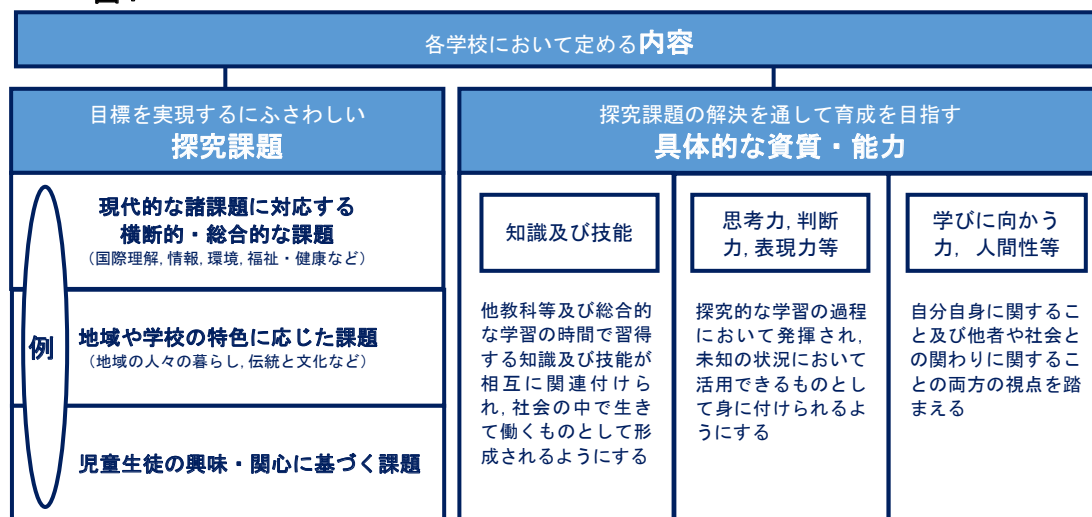 各学校において定める内容
目標を実現するにふさわしい
探究課題
例
現代的な諸課題に対応する
横断的・総合的な課題
（国際理解, 情報, 環境, 福祉・健康など）
地域や学校の特色に応じた課題
（地域の人々の暮らし, 伝統と文化など）
児童生徒の興味・関心に基づく課題
探究課題の解決を通して育成を目指す
具体的な資質・能力
知識及び技能
他教科等及び総合的
な学習の時間で習得
する知識及び技能が
相互に関連付けら
れ, 社会の中で生き
て働くものとして形
成されるようにする
思考力, 判断
力, 表現力等
探究的な学習の過程
において発揮され,
未知の状況において
活用できるものとし
て身に付けられるよ
うにする
学びに向かう
力, 人間性等
自分自身に関するこ
と及び他者や社会と
の関わりに関するこ
との両方の視点を踏
まえる